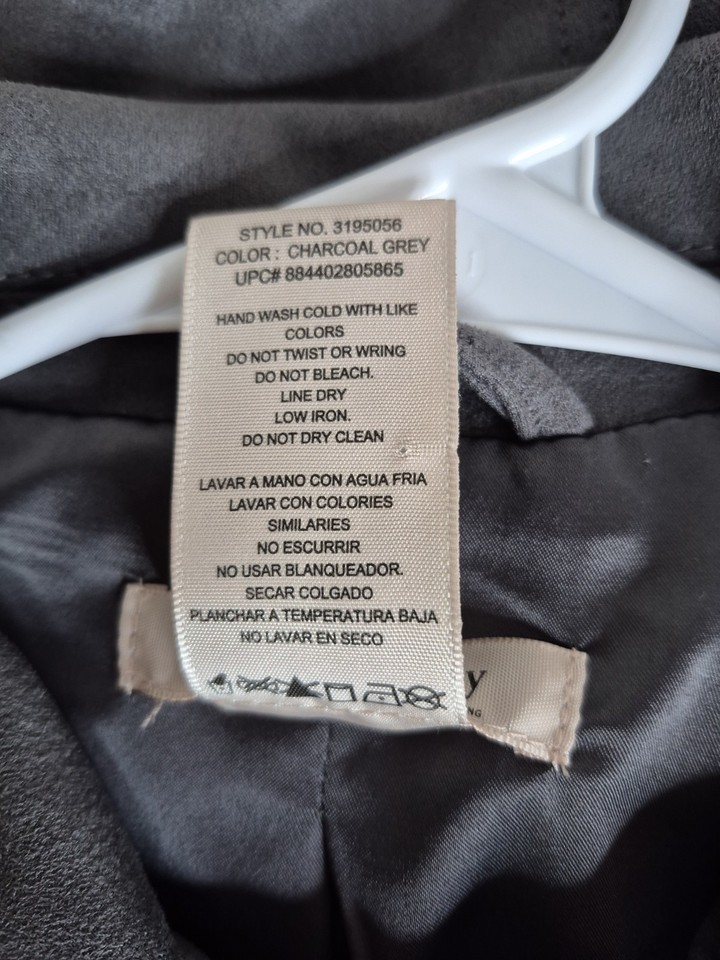 STYLE NO. 3195056
COLOR : CHARCOAL GREY
UPC# 884402805865
HAND WASH COLD WITH LIKE
COLORS
DO NOT TWIST OR WRING
DO NOT BLEACH.
LINE DRY
LOW IRON.
DO NOT DRY CLEAN
LAVAR A MANO CON AGUA FRIA
LAVAR CON COLORIES
SIMILARIES
NO ESCURRIR
NO USAR BLANQUEADOR.
SECAR COLGADO
PLANCHAR A TEMPERATURA BAJA
NO LAVAR EN SECO
y
NG